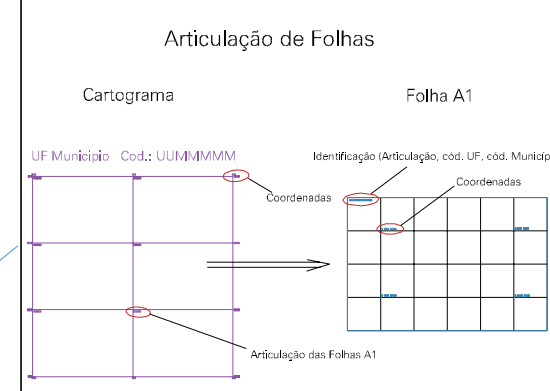 Articulação de Folhas
Cartograma
Folha A1
UF Municipio Cod.: UUMMMMM
Identificação (Articulação, cód. UF, cód. Municíp
Coordenadas
Coordenadas
Articulação das Folhas A1